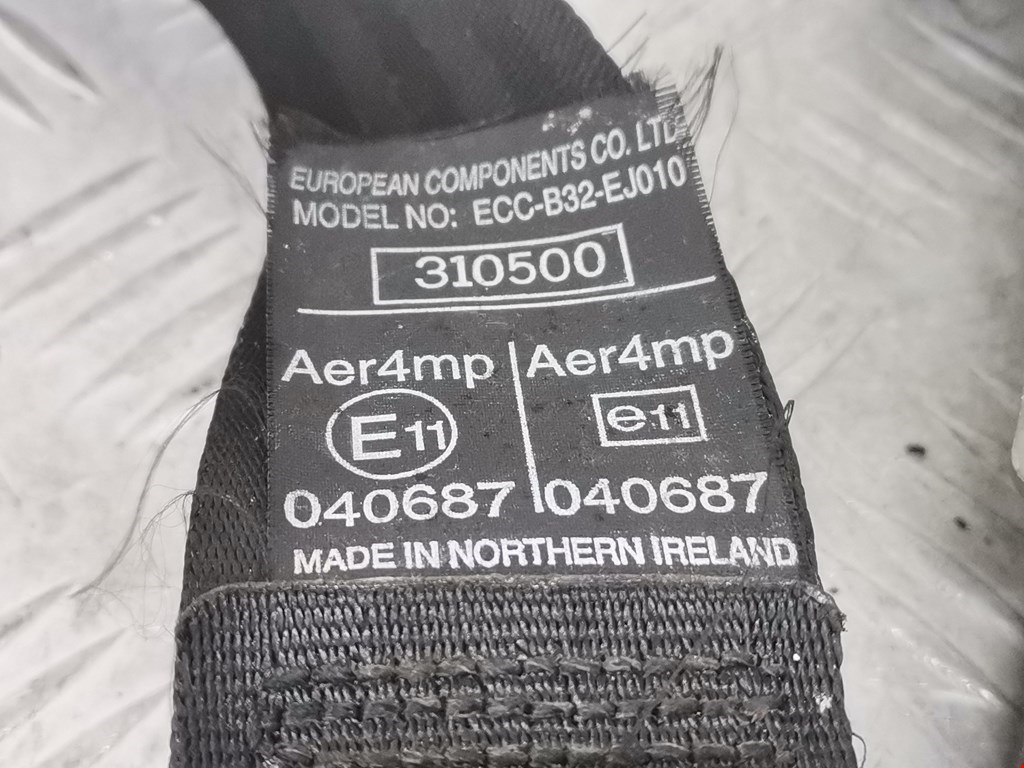 EUROPEAN COMPONENTS CO. LTD
MODEL NO: ECC-B32-EJ010
310500
Aer4mp Aer4mp
E11 e11
040687 040687
MADE IN NORTHERN IRELAND